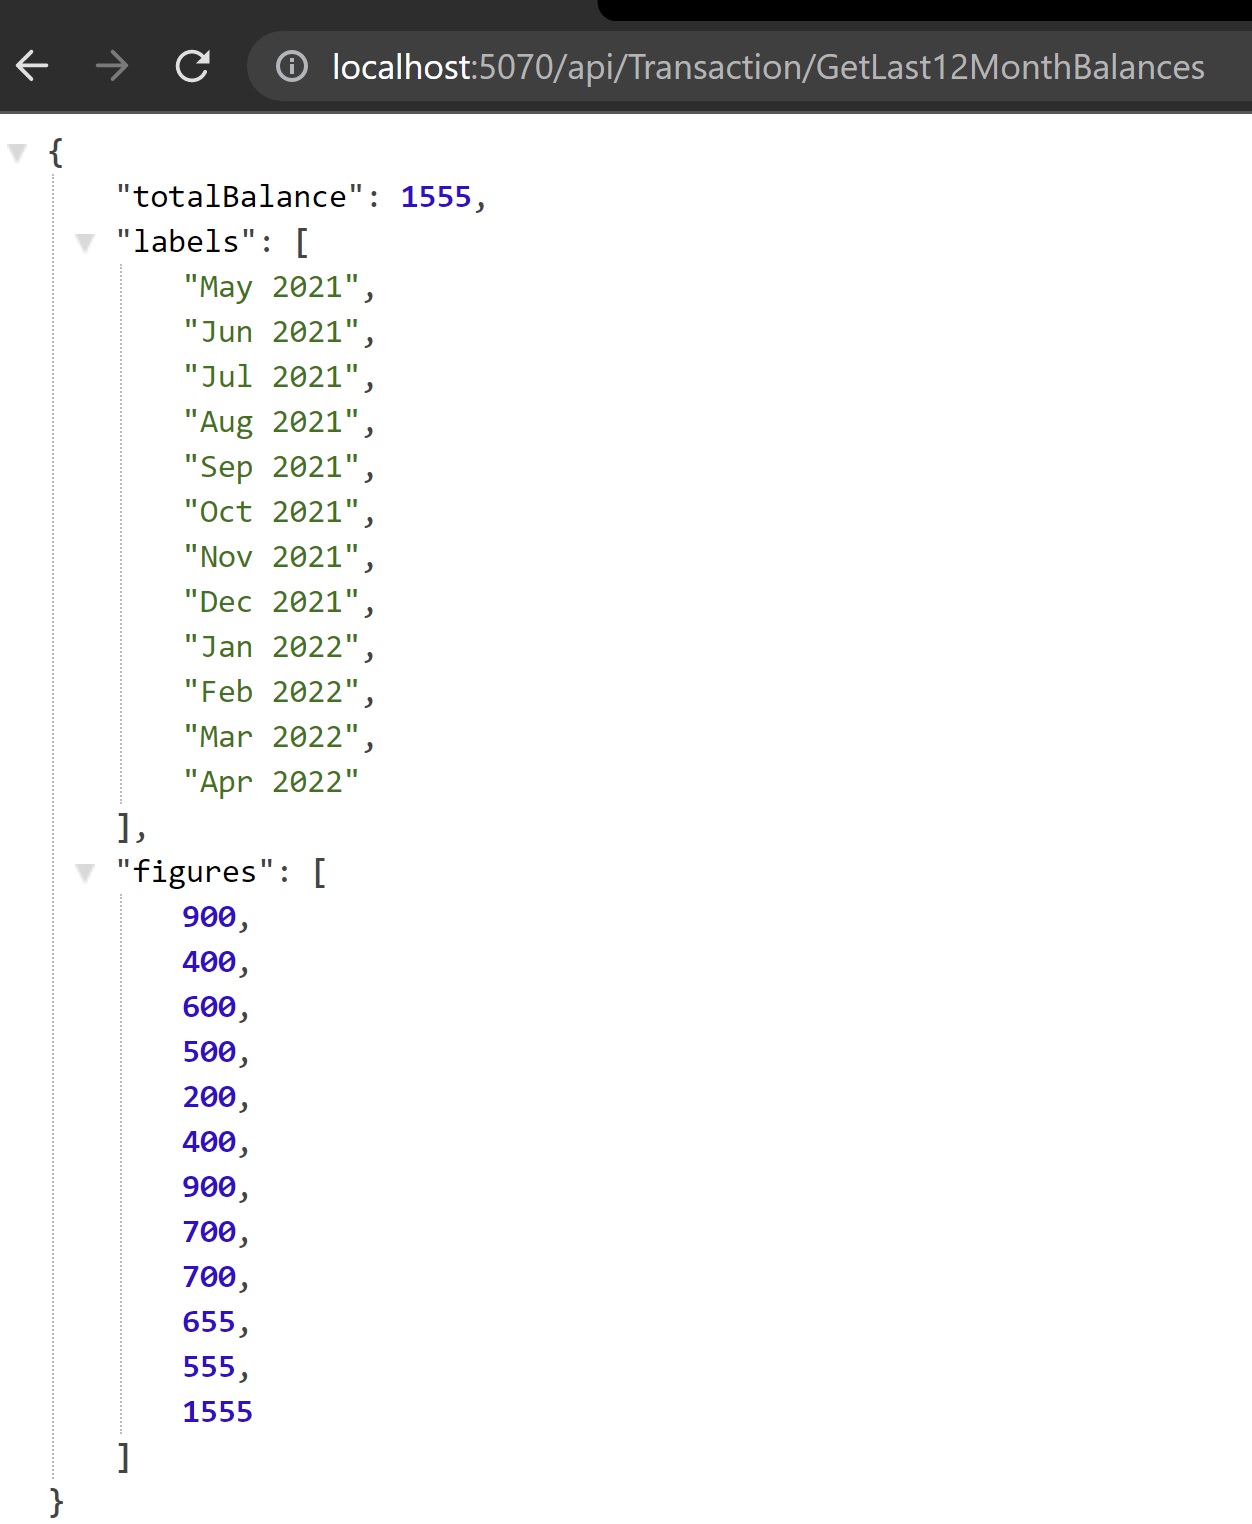 localhost:5070/api/Transaction/GetLast12MonthBalances
{
"totalBalance": 1555,
"labels": [
"May 2021",
"Jun 2021",
"Jul 2021",
"Aug 2021",
"Sep 2021",
"Oct 2021",
"Nov 2021",
"Dec 2021",
"Jan 2022",
"Feb 2022",
"Mar 2022",
"Apr 2022"
],
"figures": [
900,
400,
600,
500,
200,
400,
900,
700,
700,
655,
555,
1555
]
}